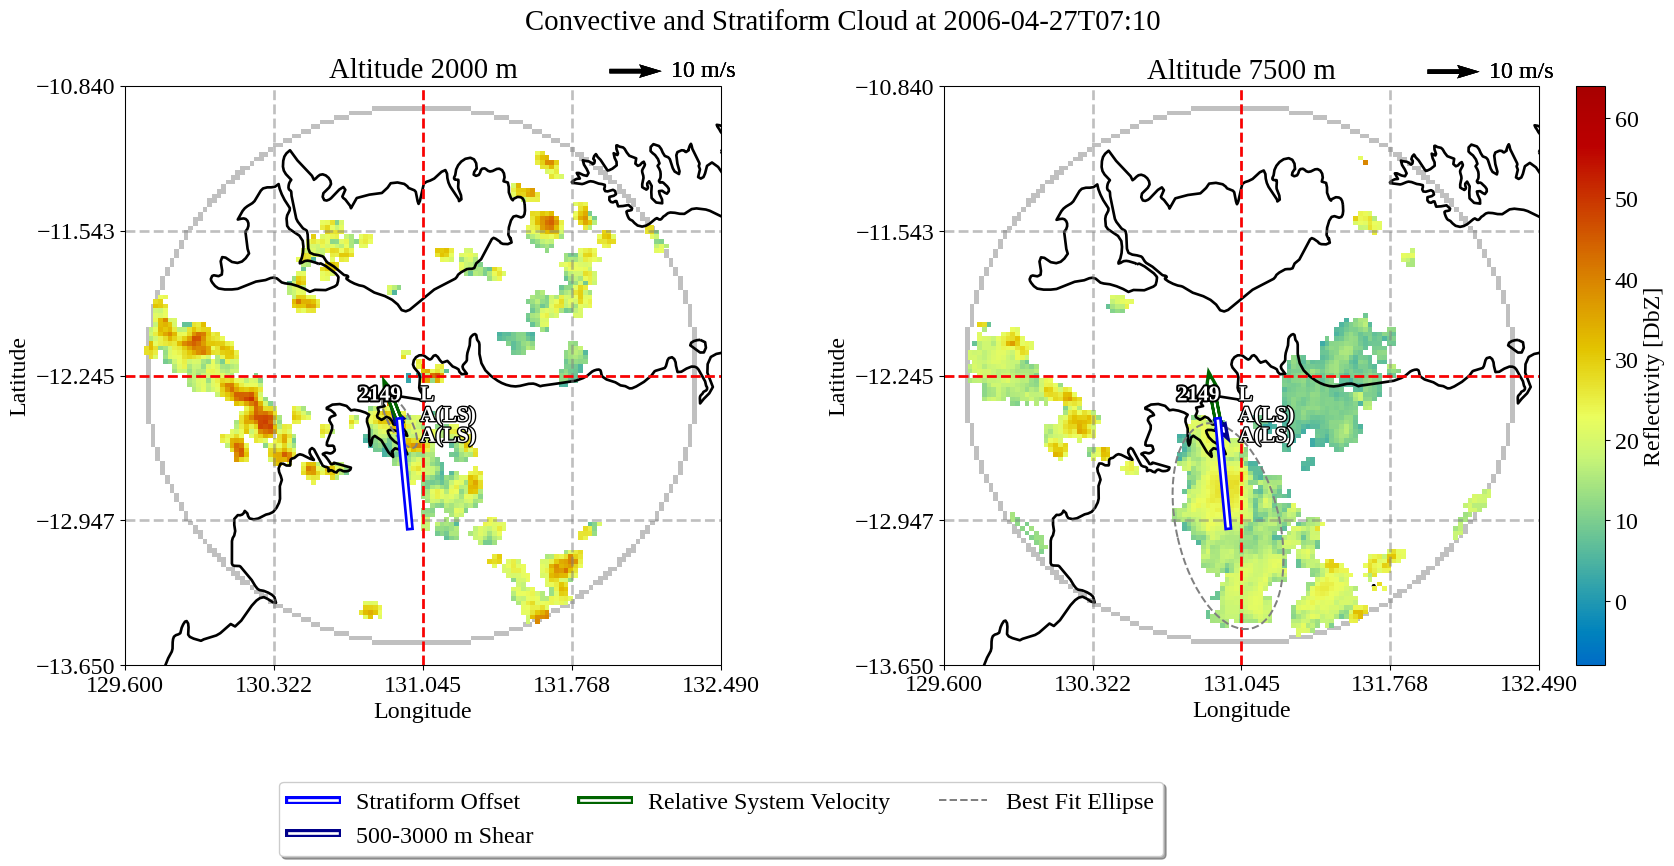 Convective and Stratiform Cloud at 2006-04-27T07:10
Altitude 2000 m
10 m/s
Altitude 7500 m
10 m/s
−10.840
−11.543
−12.245
−12.947
−13.650
Latitude
2149
L
A(LS)
A(LS)
129.600
130.322
131.045
131.768
132.490
Longitude
−10.840
−11.543
−12.245
−12.947
−13.650
Latitude
2149
L
A(LS)
A(LS)
129.600
130.322
131.045
131.768
132.490
Longitude
60
50
40
30
20
10
0
Reflectivity [DbZ]
Stratiform Offset
500-3000 m Shear
Relative System Velocity
Best Fit Ellipse